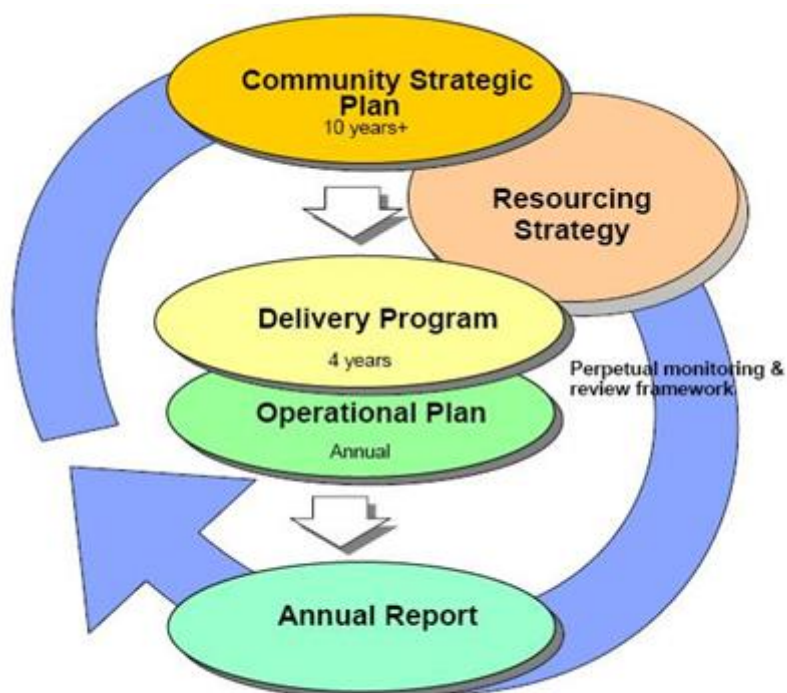 Community Strategic
Plan
10 years+
Resourcing
Strategy
Delivery Program
4 years
Perpetual monitoring &
review framework
Operational Plan
Annual
Annual Report